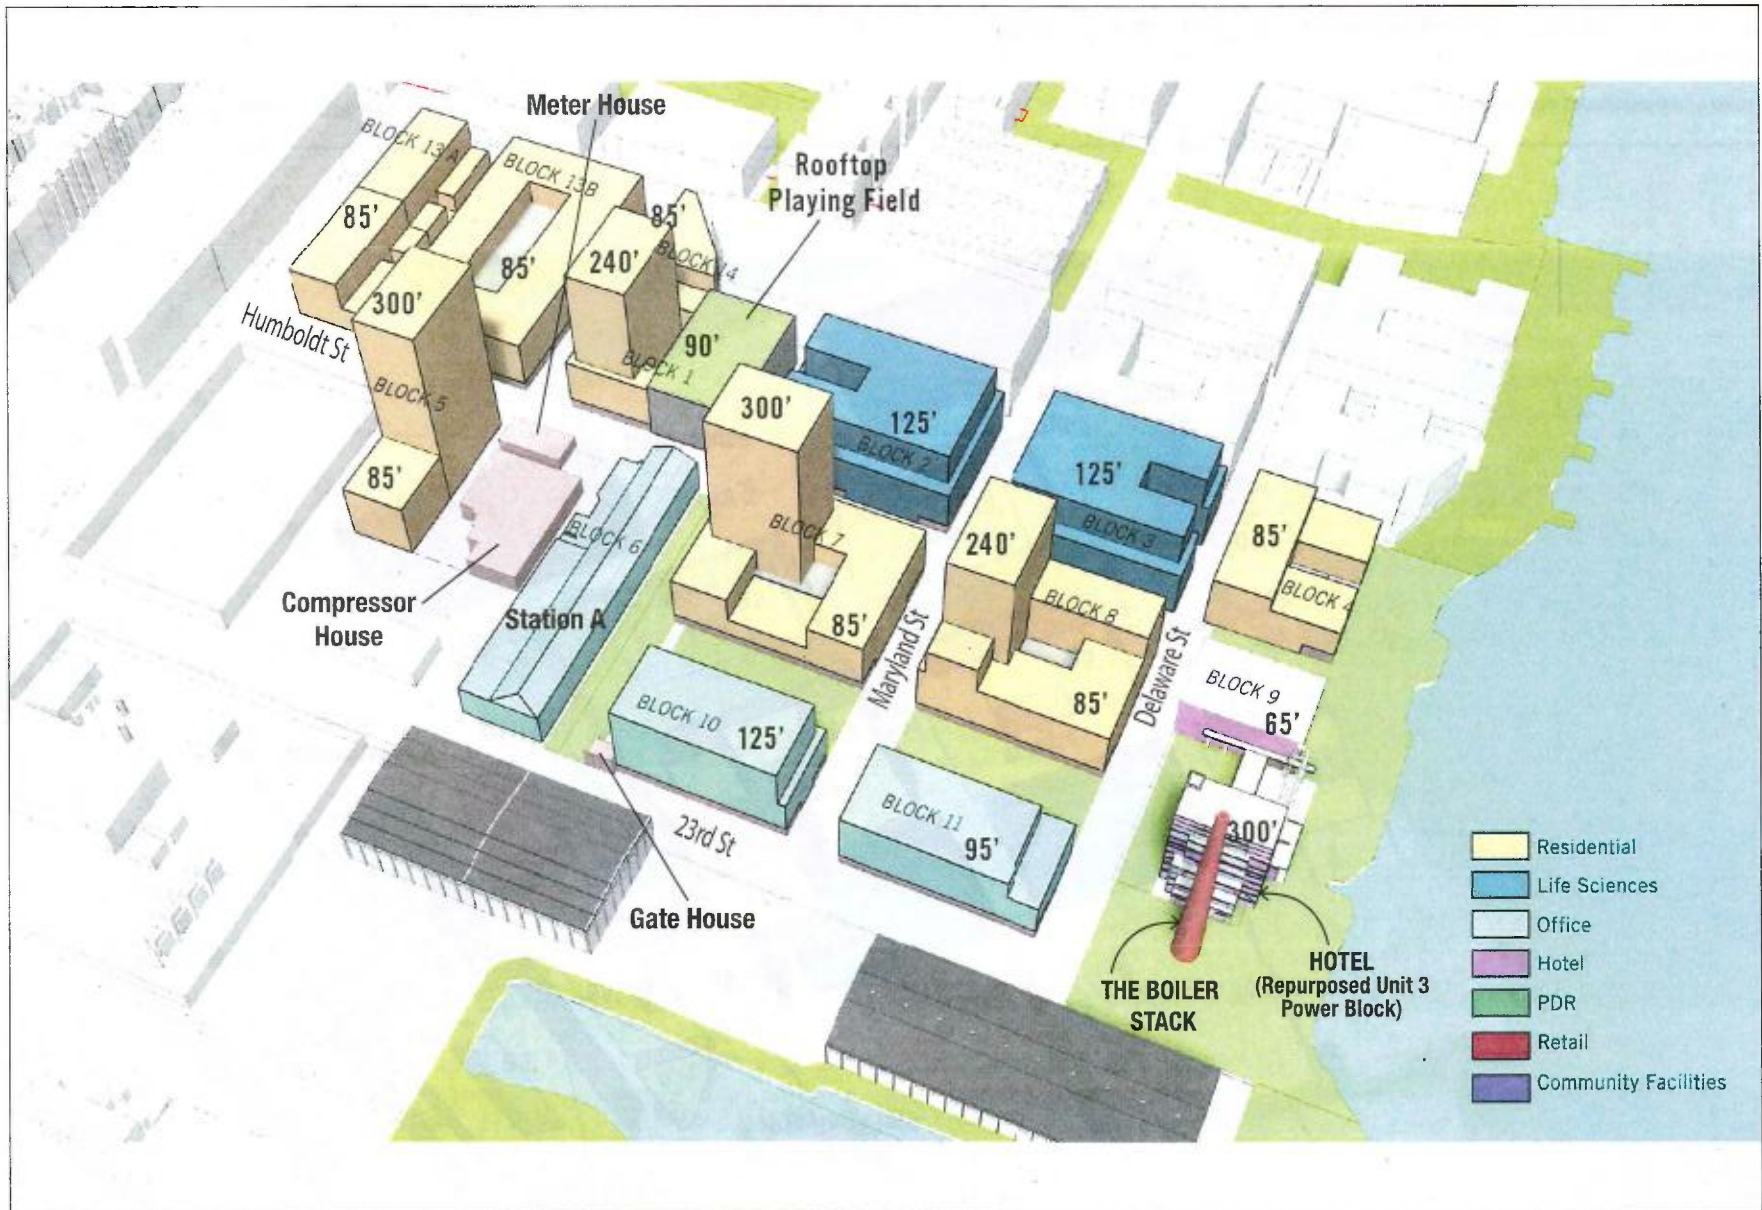 Meter House
BLOCK 13 A
BLOCK 13B
Rooftop
Playing Field
85'
85'
85'
240'
BLOCK 14
300'
Humboldt St
90'
BLOCK 1
BLOCK 5
300'
125'
BLOCK 2
125'
85'
BLOCK 3
BLOCK 6
BLOCK 7
240'
85'
BLOCK 4
Compressor
House
Station A
BLOCK 8
85'
Maryland St
Delaware St
85'
BLOCK 9
65'
BLOCK 10
125'
BLOCK 11
95'
23rd St
300'
Gate House
THE BOILER
STACK
HOTEL
(Repurposed Unit 3
Power Block)
Residential
Life Sciences
Office
Hotel
PDR
Retail
Community Facilities